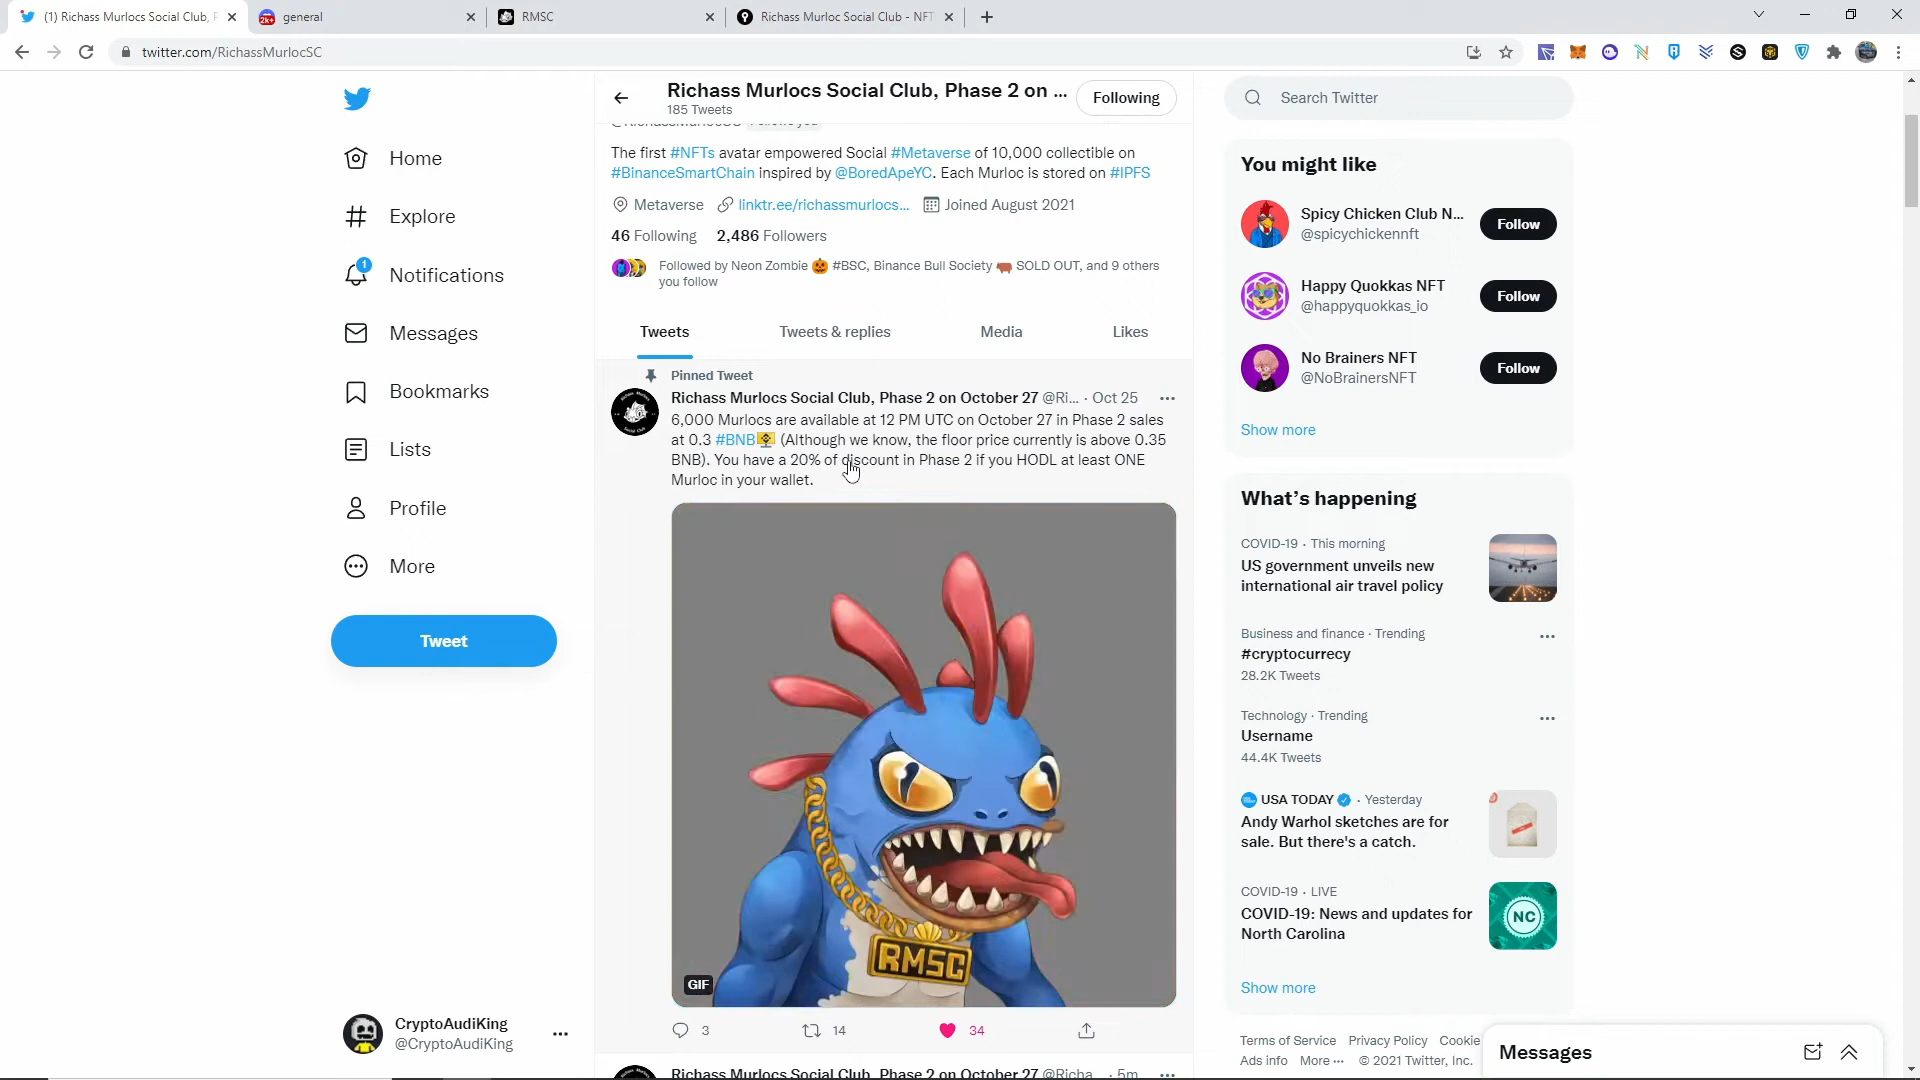 (1) Richass Murlocs Social Club, P
general
2k+
RMSC
Richass Murloc Social Club - NFT
twitter.com/RichassMurlocSC
Richass Murlocs Social Club, Phase 2 on ...
185 Tweets
Following
Search Twitter
Home
Explore
1
Notifications
Messages
Bookmarks
Lists
Profile
More
Tweet
CryptoAudiKing
@CryptoAudiKing
The first #NFTs avatar empowered Social #Metaverse of 10,000 collectible on
#BinanceSmartChain inspired by @BoredApeYC. Each Murloc is stored on #IPFS
Metaverse linktr.ee/richassmurlocs... Joined August 2021
46 Following 2,486 Followers
Followed by Neon Zombie 🎃 #BSC, Binance Bull Society 🐂 SOLD OUT, and 9 others
you follow
Tweets Tweets & replies Media Likes
Pinned Tweet
Richass Murlocs Social Club, Phase 2 on October 27 @Ri... · Oct 25
6,000 Murlocs are available at 12 PM UTC on October 27 in Phase 2 sales
at 0.3 #BNB (Although we know, the floor price currently is above 0.35
BNB). You have a 20% of discount in Phase 2 if you HODL at least ONE
Murloc in your wallet.
RMSC
GIF
3 14 34
Richass Murlocs Social Club, Phase 2 on October 27 @Richa... · 5m
You might like
Spicy Chicken Club N...
@spicychickennft
Follow
Happy Quokkas NFT
@happyquokkas_io
Follow
No Brainers NFT
@NoBrainersNFT
Follow
Show more
What's happening
COVID-19 · This morning
US government unveils new
international air travel policy
Business and finance · Trending
#cryptocurrecy
28.2K Tweets
Technology · Trending
Username
44.4K Tweets
USA TODAY · Yesterday
Andy Warhol sketches are for
sale. But there's a catch.
COVID-19 · LIVE
COVID-19: News and updates for
North Carolina
NC
Show more
Terms of Service Privacy Policy Cookie
Ads info More ··· © 2021 Twitter, Inc.
Messages